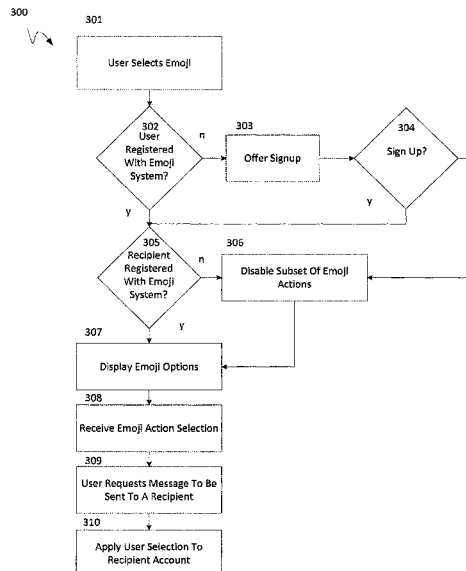 300
301
User Selects Emoji
302
User
Registered
With Emoji
System?
n
303
Offer Signup
304
Sign Up?
y
y
305
Recipient
Registered
With Emoji
System?
n
306
Disable Subset Of Emoji
Actions
y
307
Display Emoji Options
308
Receive Emoji Action Selection
309
User Requests Message To Be
Sent To A Recipient
310
Apply User Selection To
Recipient Account